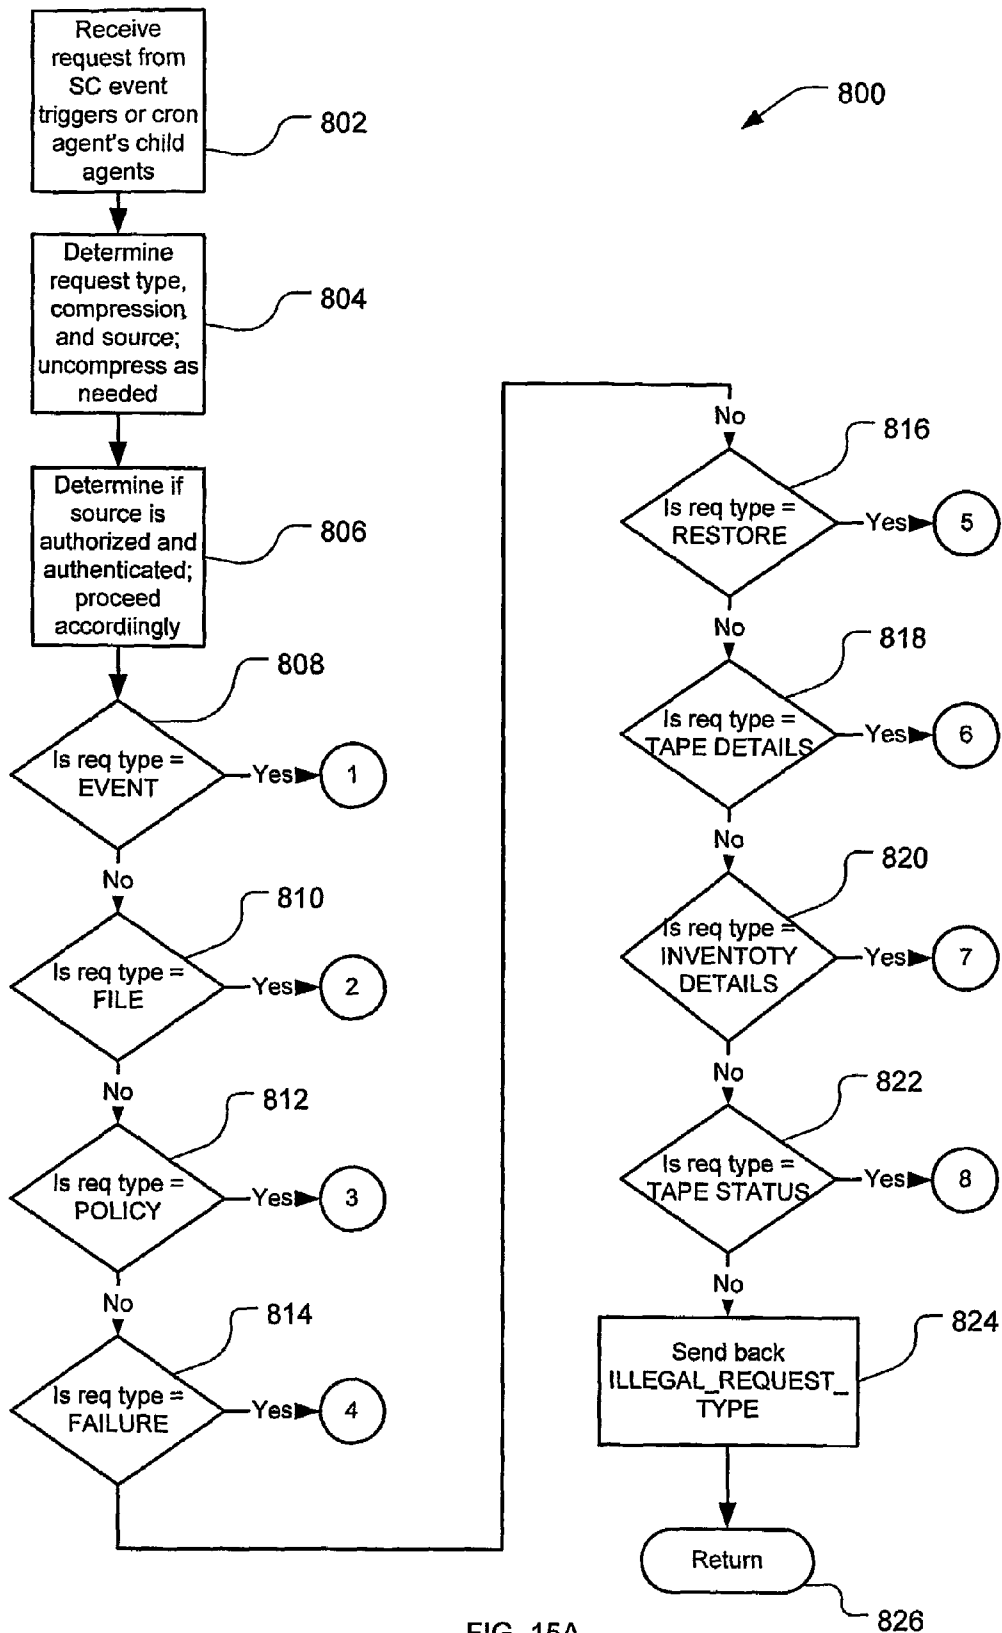 Receive
request from
SC event
triggers or cron
agent's child
agents
802
800
Determine
request type,
compression
and source;
uncompress as
needed
804
Determine if
source is
authorized and
authenticated;
proceed
accordiingly
806
808
Is req type =
EVENT
Yes
1
No
810
Is req type =
FILE
Yes
2
No
812
Is req type =
POLICY
Yes
3
No
814
Is req type =
FAILURE
Yes
4
No
816
Is req type =
RESTORE
Yes
5
No
818
Is req type =
TAPE DETAILS
Yes
6
No
820
Is req type =
INVENTOTY
DETAILS
Yes
7
No
822
Is req type =
TAPE STATUS
Yes
8
No
824
Send back
ILLEGAL_REQUEST_
TYPE
Return
826
FIG. 15A